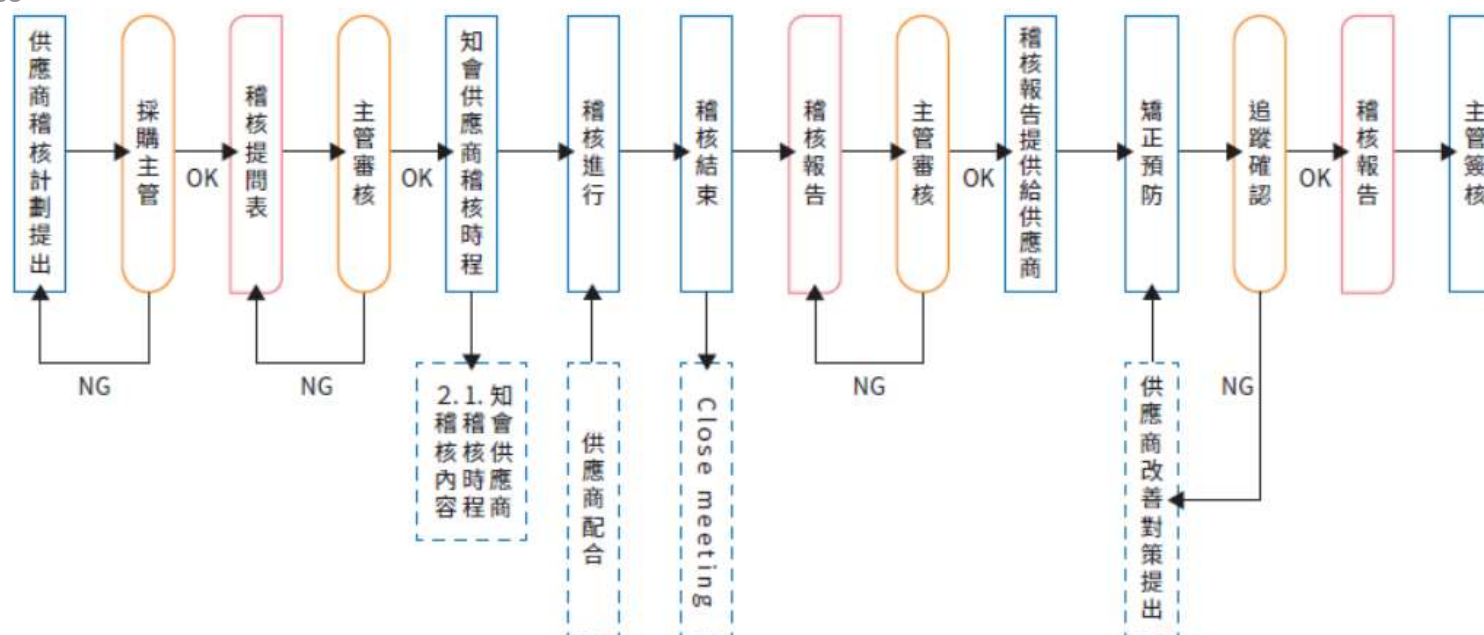 供應商稽核計劃提出
採購主管
OK
稽核提問表
主管審核
OK
知會供應商稽核時程
稽核進行
稽核結束
稽核報告
主管審核
OK
稽核報告提供給供應商
矯正預防
追蹤確認
OK
稽核報告
主管簽核
NG
NG
知會供應商
1.稽核時程
2.稽核內容
供應商配合
Close meeting
NG
供應商改善對策提出
NG